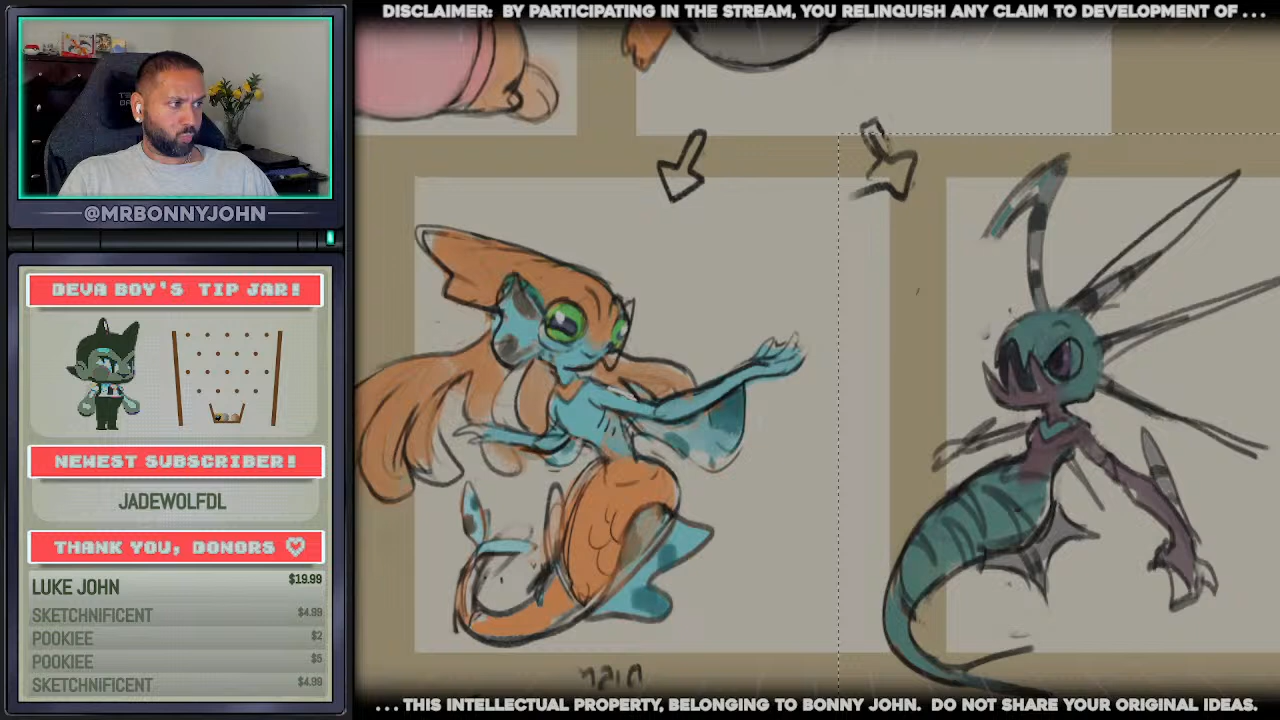 DISCLAIMER: BY PARTICIPATING IN THE STREAM, YOU RELINQUISH ANY CLAIM TO DEVELOPMENT OF . . .
@MRBONNYJOHN
DEVA BOY'S TIP JAR!
NEWEST SUBSCRIBER!
JADEWOLFDL
THANK YOU, DONORS ♡
LUKE JOHN $19.99
SKETCHNIFICENT $4.99
POOKIEE $2
POOKIEE $5
SKETCHNIFICENT $4.99
. . . THIS INTELLECTUAL PROPERTY, BELONGING TO BONNY JOHN. DO NOT SHARE YOUR ORIGINAL IDEAS.